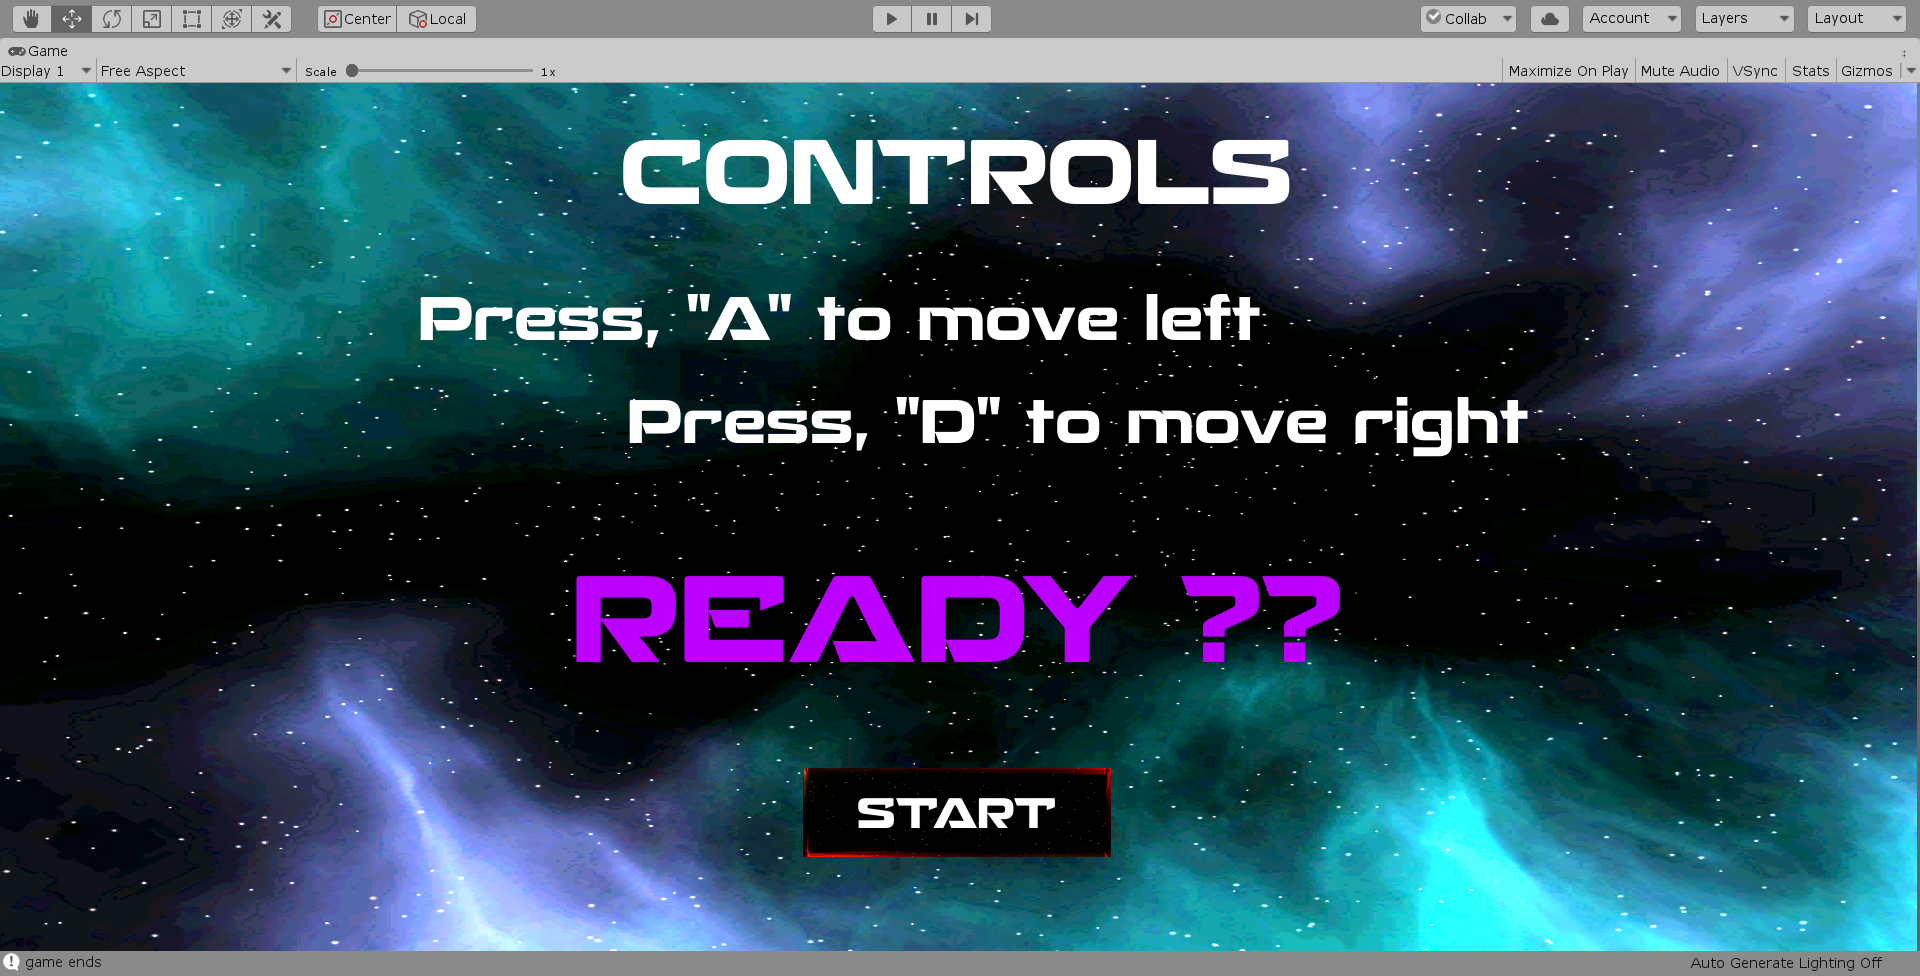 Center Local Collab Account Layers Layout
Game
Display 1 Free Aspect Scale 1x Maximize On Play Mute Audio VSync Stats Gizmos
CONTROLS
Press, "A" to move left
Press, "D" to move right
READY ??
START
game ends Auto Generate Lighting Off